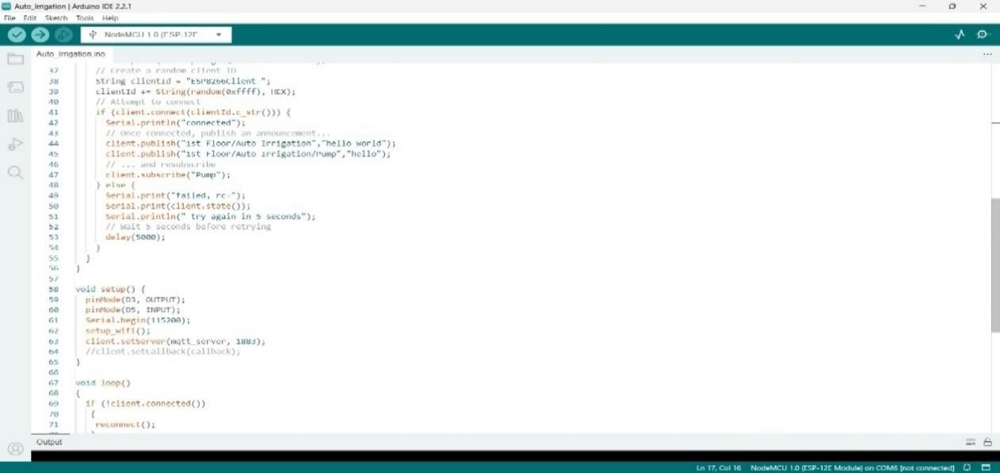 Auto_Irrigation | Arduino IDE 2.2.1
File Edit Sketch Tools Help
NodeMCU 1.0 (ESP-12E
Auto_Irrigation.ino
37 // Create a random client ID
38 String clientId = "ESP8266Client ";
39 clientId += String(random(0xffff), HEX);
40 // Attempt to connect
41 if (client.connect(clientId.c_str())) {
42 Serial.println("connected");
43 // Once connected, publish an announcement...
44 client.publish("1st Floor/Auto Irrigation","hello world");
45 client.publish("1st Floor/Auto Irrigation/Pump","hello");
46 // ... and resubscribe
47 client.subscribe("Pump");
48 } else {
49 Serial.print("failed, rc=");
50 Serial.print(client.state());
51 Serial.println(" try again in 5 seconds");
52 // Wait 5 seconds before retrying
53 delay(5000);
54 }
55 }
56 }
57
58 void setup() {
59 pinMode(D3, OUTPUT);
60 pinMode(D5, INPUT);
61 Serial.begin(115200);
62 setup_wifi();
63 client.setServer(mqtt_server, 1883);
64 //client.setCallback(callback);
65 }
66
67 void loop()
68 {
69 if (!client.connected())
70 {
71 reconnect();
Output
Ln 17, Col 16 NodeMCU 1.0 (ESP-12E Module) on COM6 [not connected]